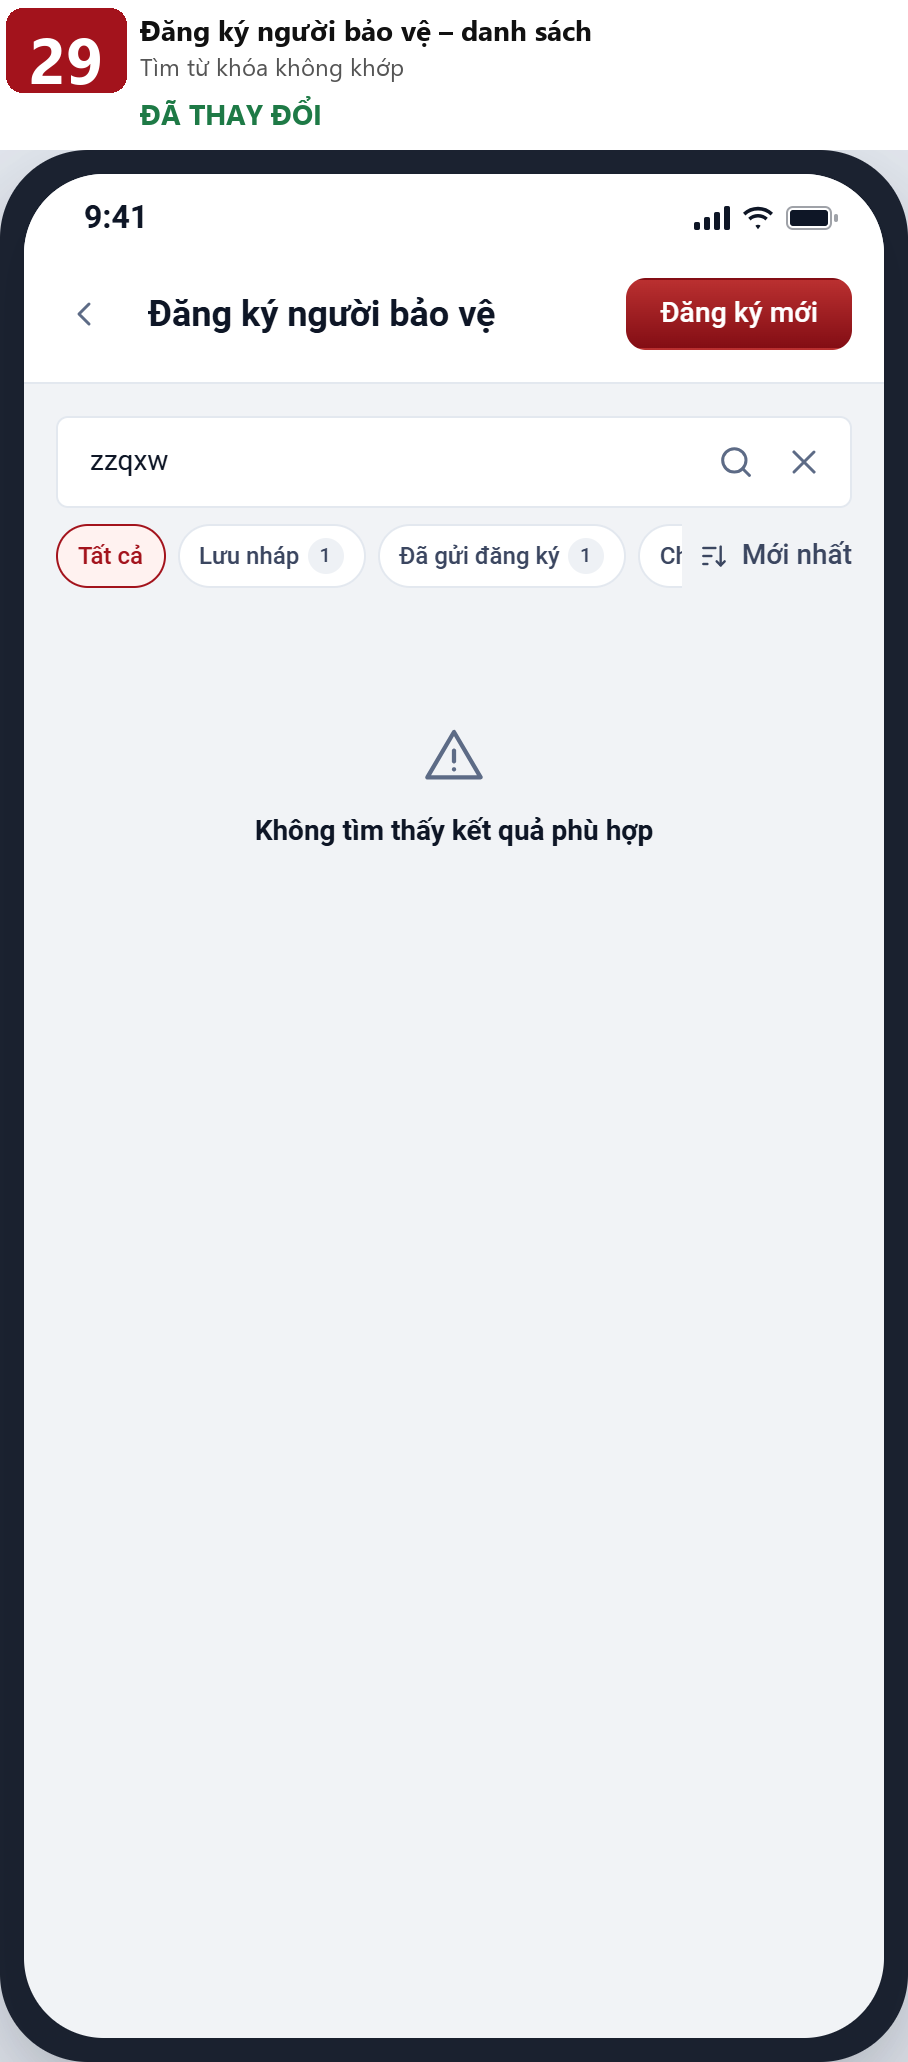 29
Đăng ký người bảo vệ – danh sách
Tìm từ khóa không khớp
ĐÃ THAY ĐỔI
9:41
Đăng ký người bảo vệ
Đăng ký mới
zzqxw
Tất cả
Lưu nháp 1
Đã gửi đăng ký 1
Mới nhất
Không tìm thấy kết quả phù hợp